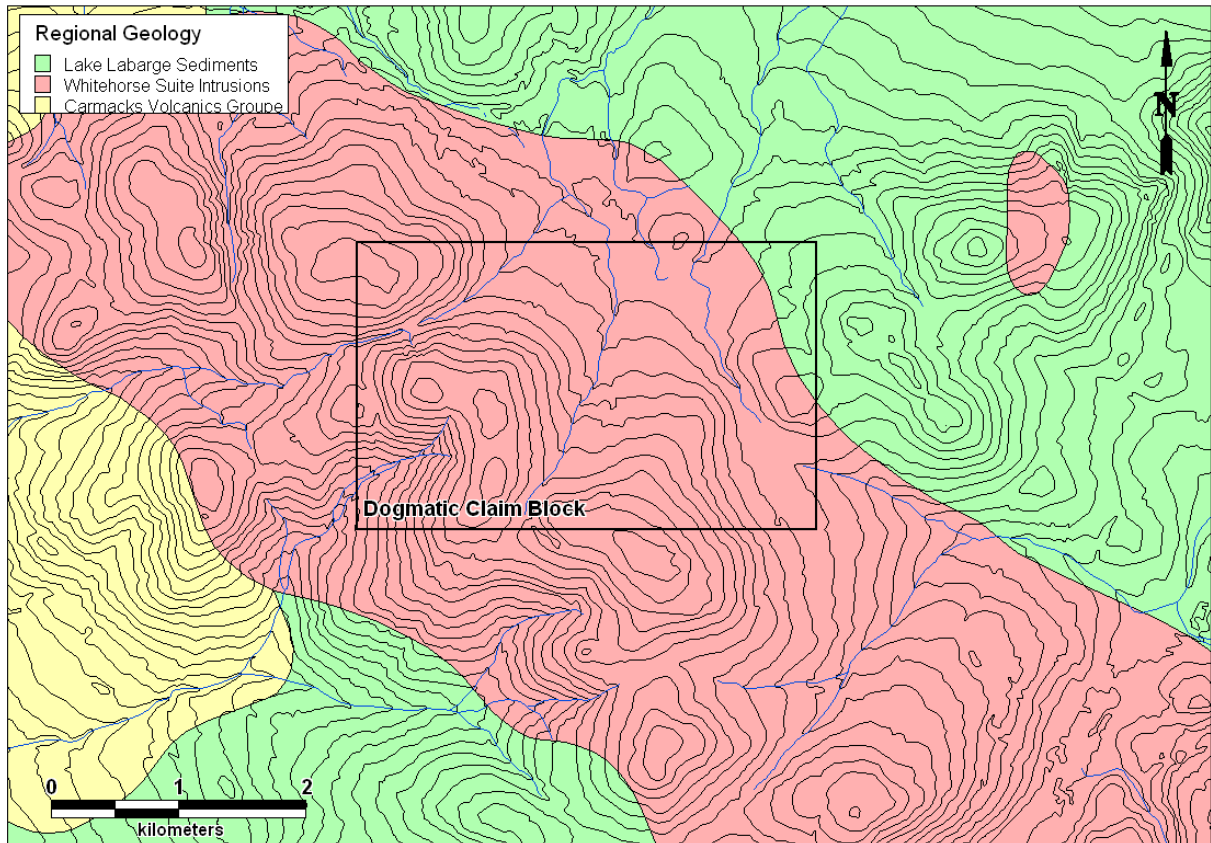 Regional Geology
Lake Labarge Sediments
Whitehorse Suite Intrusions
Carmacks Volcanics Groupe
N
Dogmatic Claim Block
0 1 2
kilometers